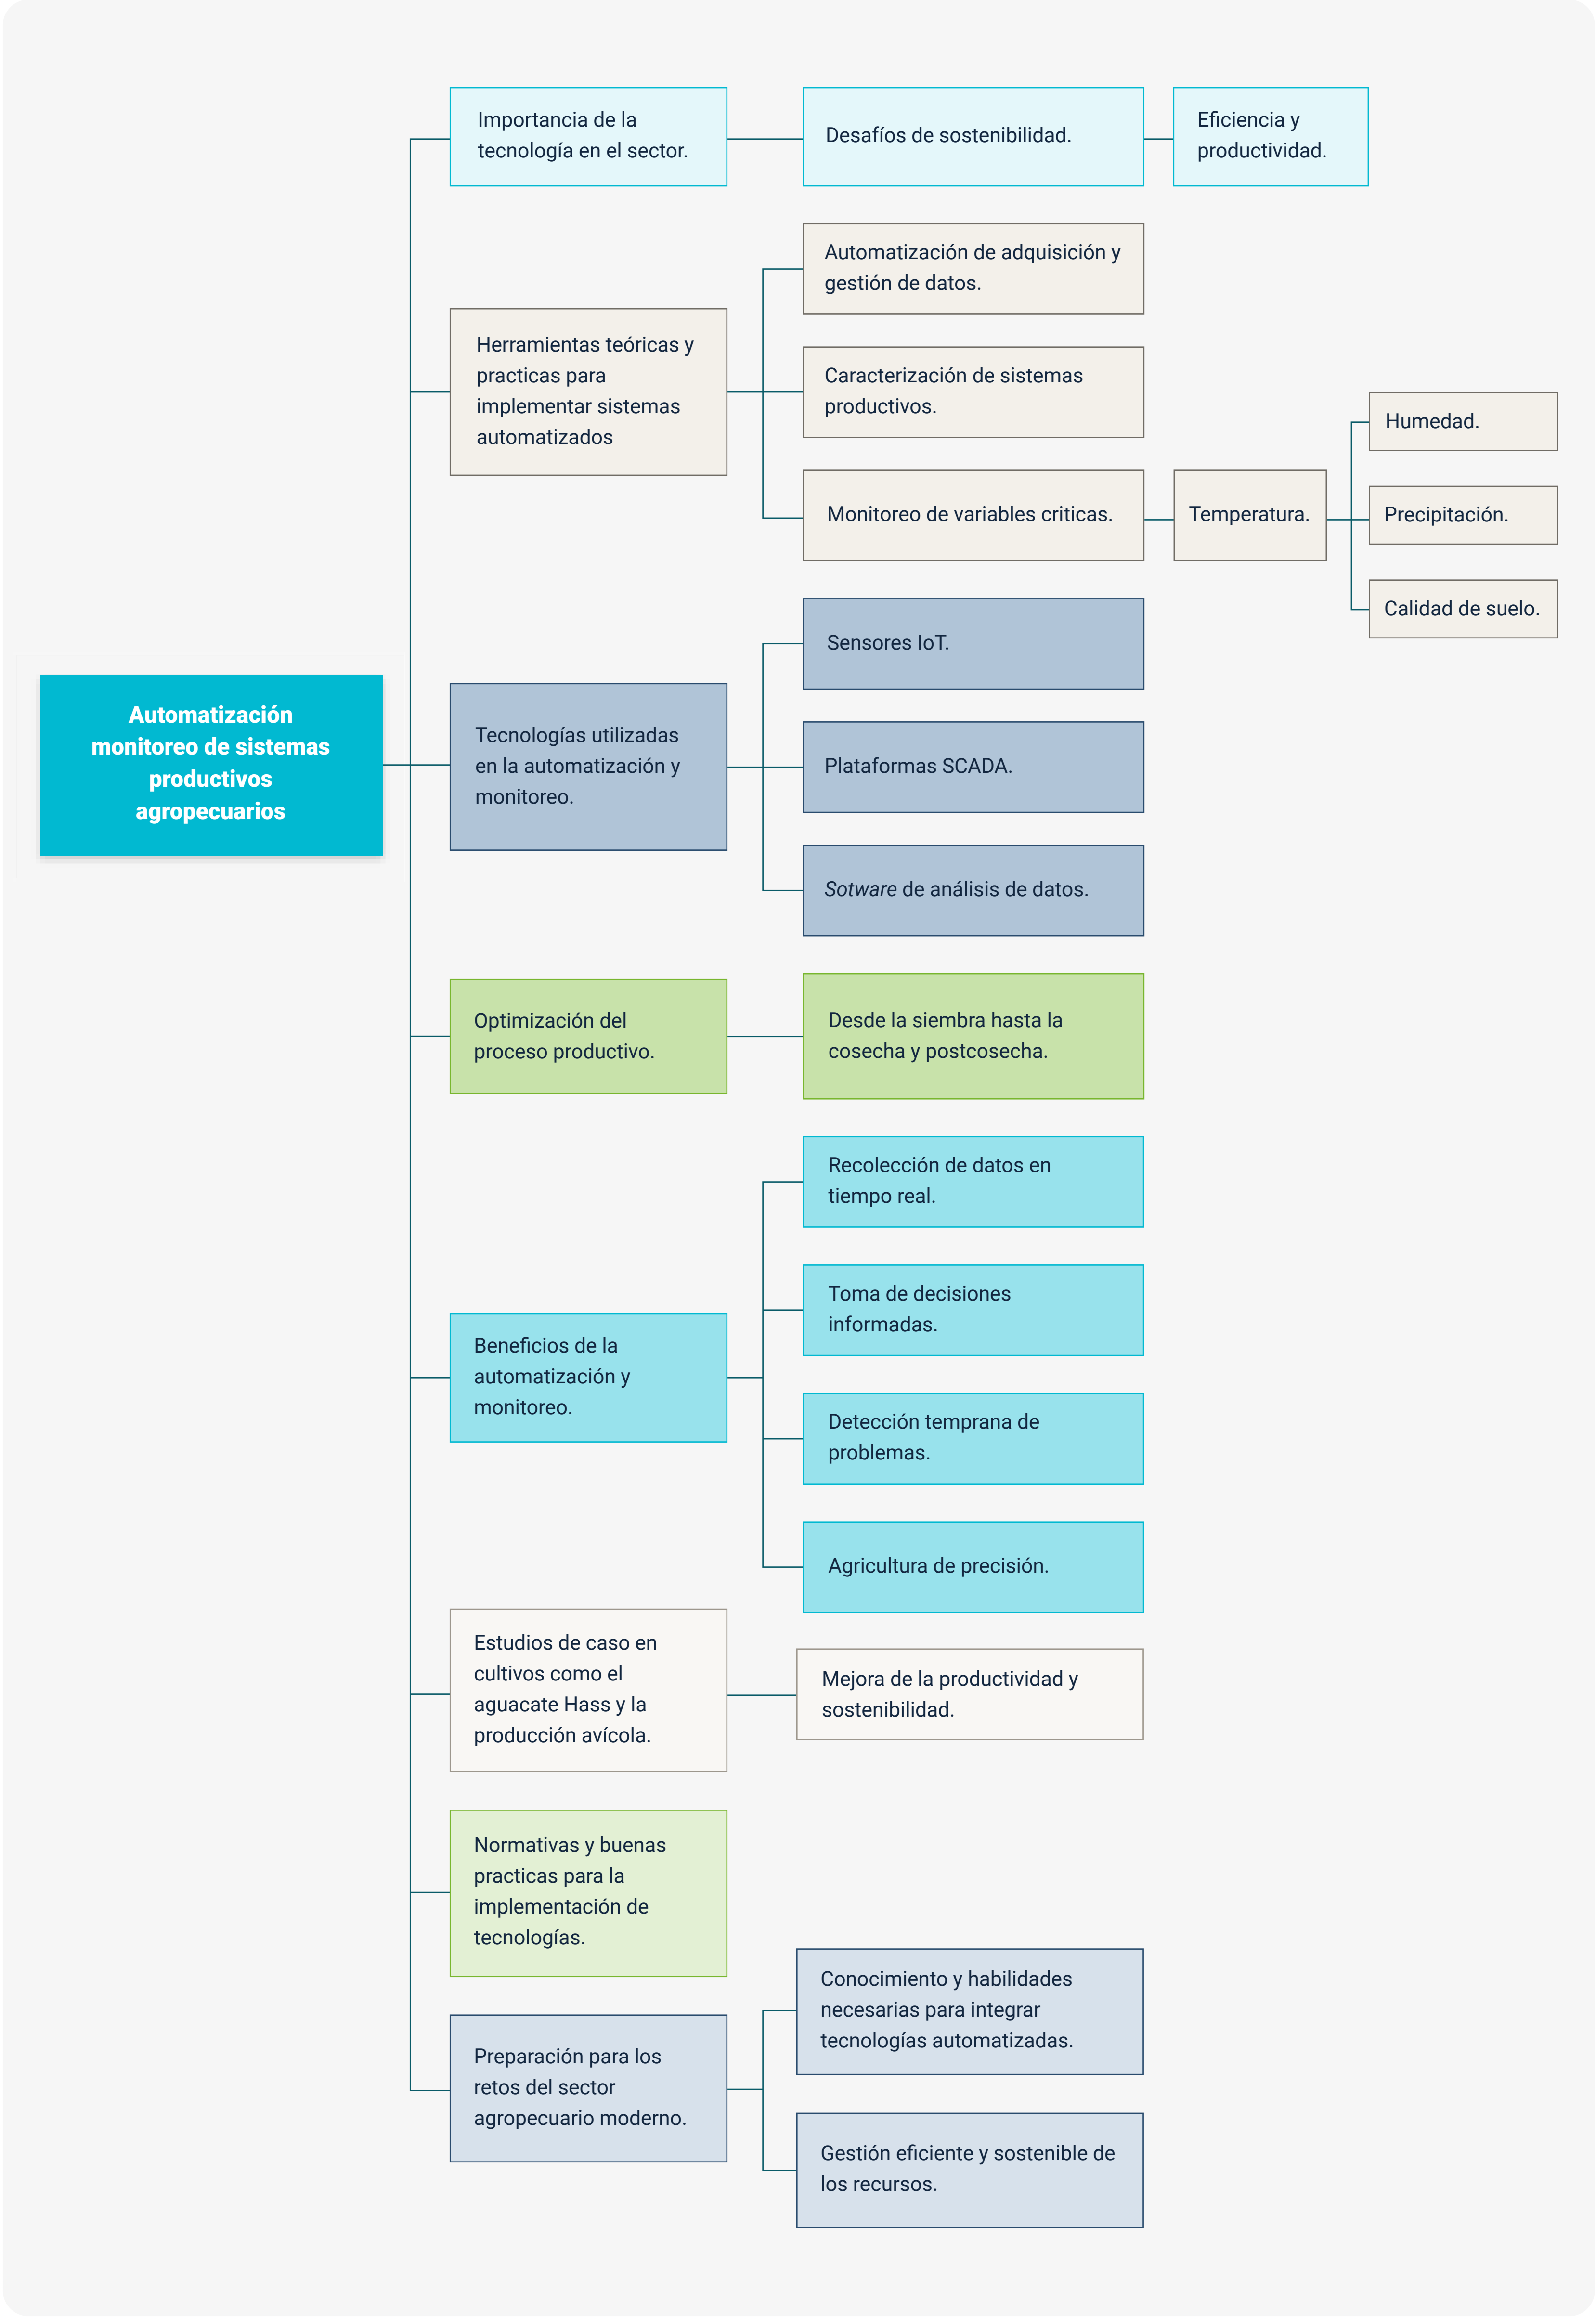 Automatización
monitoreo de sistemas
productivos
agropecuarios
Importancia de la
tecnología en el sector.
Desafíos de sostenibilidad.
Eficiencia y
productividad.
Herramientas teóricas y
practicas para
implementar sistemas
automatizados
Automatización de adquisición y
gestión de datos.
Caracterización de sistemas
productivos.
Monitoreo de variables criticas.
Temperatura.
Humedad.
Precipitación.
Calidad de suelo.
Tecnologías utilizadas
en la automatización y
monitoreo.
Sensores IoT.
Plataformas SCADA.
Sotware de análisis de datos.
Optimización del
proceso productivo.
Desde la siembra hasta la
cosecha y postcosecha.
Beneficios de la
automatización y
monitoreo.
Recolección de datos en
tiempo real.
Toma de decisiones
informadas.
Detección temprana de
problemas.
Agricultura de precisión.
Estudios de caso en
cultivos como el
aguacate Hass y la
producción avícola.
Mejora de la productividad y
sostenibilidad.
Normativas y buenas
practicas para la
implementación de
tecnologías.
Preparación para los
retos del sector
agropecuario moderno.
Conocimiento y habilidades
necesarias para integrar
tecnologías automatizadas.
Gestión eficiente y sostenible de
los recursos.